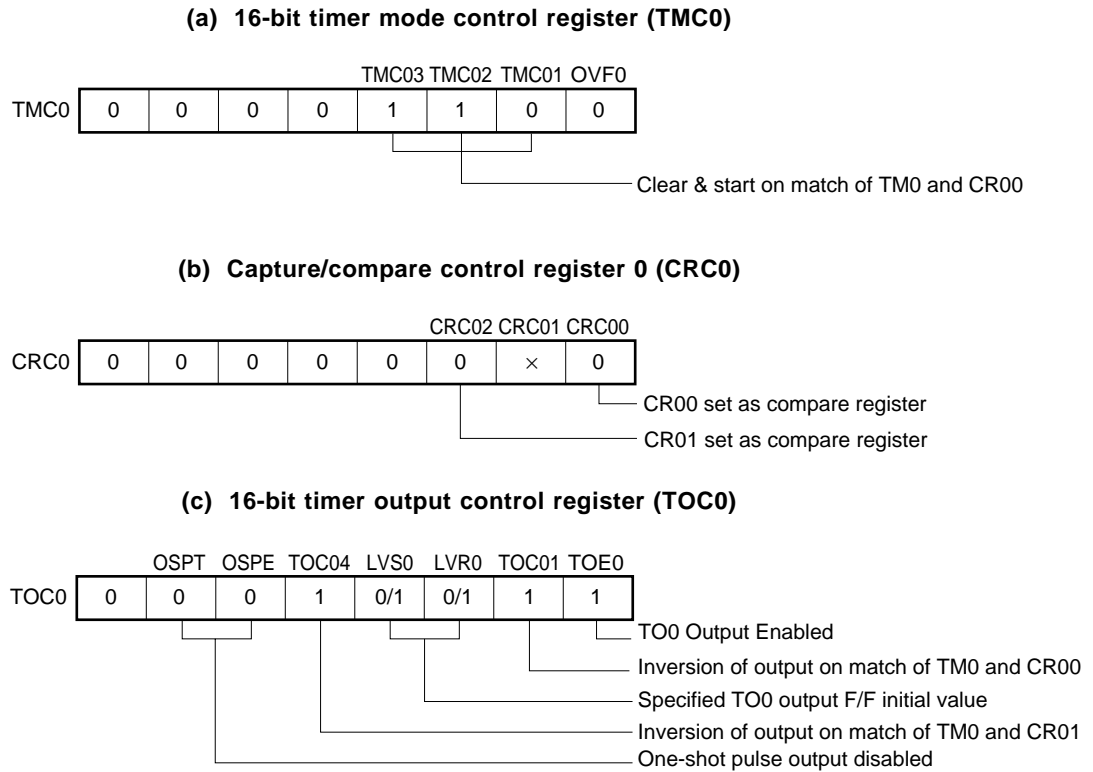 (a) 16-bit timer mode control register (TMC0)
TMC03 TMC02 TMC01 OVF0
TMC0 0 0 0 0 1 1 0 0
Clear & start on match of TM0 and CR00
(b) Capture/compare control register 0 (CRC0)
CRC02 CRC01 CRC00
CRC0 0 0 0 0 0 0 × 0
CR00 set as compare register
CR01 set as compare register
(c) 16-bit timer output control register (TOC0)
OSPT OSPE TOC04 LVS0 LVR0 TOC01 TOE0
TOC0 0 0 0 1 0/1 0/1 1 1
TO0 Output Enabled
Inversion of output on match of TM0 and CR00
Specified TO0 output F/F initial value
Inversion of output on match of TM0 and CR01
One-shot pulse output disabled